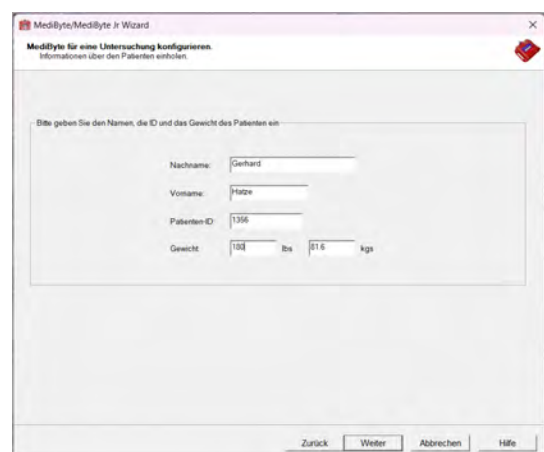 MediByte/MediByte Jr Wizard
MediByte für eine Untersuchung konfigurieren.
Informationen über den Patienten einholen.
Bitte geben Sie den Namen, die ID und das Gewicht des Patienten ein
Nachname: Gerhard
Vorname: Hatze
Patienten-ID: 1356
Gewicht: 180 lbs 81.6 kgs
Zurück Weiter Abbrechen Hilfe